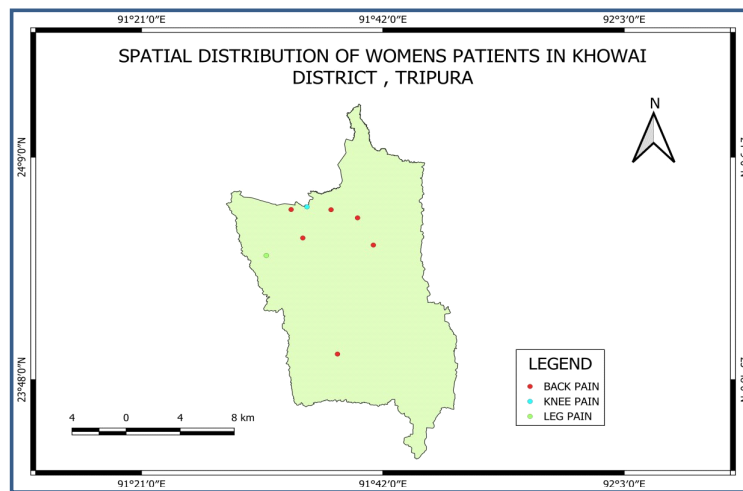 91°21'0"E 91°42'0"E 92°3'0"E
SPATIAL DISTRIBUTION OF WOMENS PATIENTS IN KHOWAI
DISTRICT , TRIPURA
N
24°9'0"N
23°48'0"N
LEGEND
BACK PAIN
KNEE PAIN
LEG PAIN
4 0 4 8 km
91°21'0"E 91°42'0"E 92°3'0"E